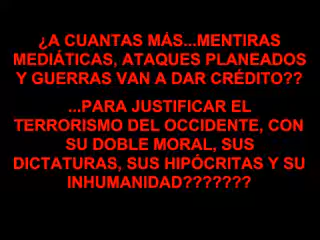 ¿A CUANTAS MÁS...MENTIRAS
MEDIÁTICAS, ATAQUES PLANEADOS
Y GUERRAS VAN A DAR CRÉDITO??
...PARA JUSTIFICAR EL
TERRORISMO DEL OCCIDENTE, CON
SU DOBLE MORAL, SUS
DICTATURAS, SUS HIPÓCRITAS Y SU
INHUMANIDAD???????